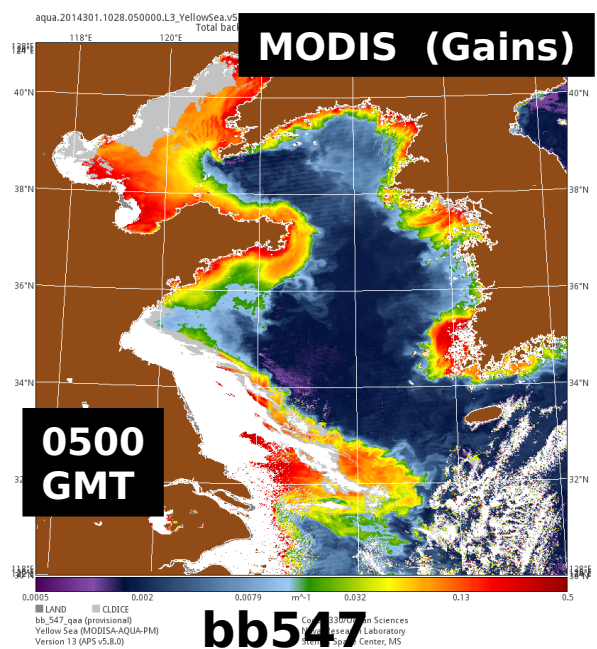 aqua.2014301.1028.050000.L3_YellowSea.v5.
Total back
MODIS (Gains)
118°E 120°E
40°N 40°N
38°N 38°N
36°N 36°N
34°N 34°N
0500
GMT
32
0.0005 0.002 0.0079 m^-1 0.032 0.13 0.5
LAND CLDICE
bb_547_qaa (provisional)
Yellow Sea (MODISA-AQUA-PM)
Version 13 (APS v5.8.0)
bb547
Sciences
Laboratory
Space Center, MS